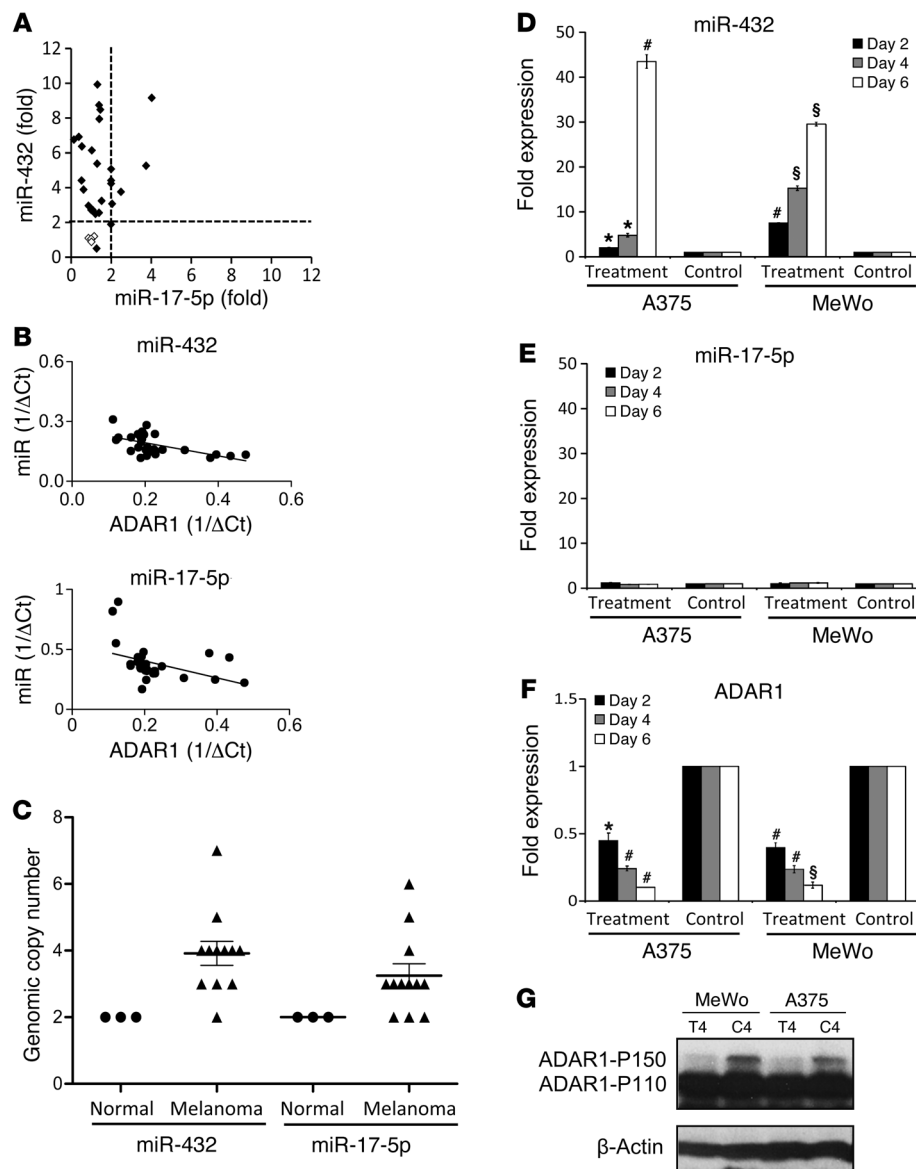 A
12
10
8
6
4
2
0
0 2 4 6 8 10 12
miR-432 (fold)
miR-17-5p (fold)
B
miR-432
0.6
0.3
0.0
0.0 0.2 0.4 0.6
miR (1/ΔCt)
ADAR1 (1/ΔCt)
miR-17-5p
1
0.5
0
0.0 0.2 0.4 0.6
miR (1/ΔCt)
ADAR1 (1/ΔCt)
C
8
6
4
2
0
Genomic copy number
Normal Melanoma Normal Melanoma
miR-432 miR-17-5p
D
miR-432
50
40
30
20
10
0
Fold expression
Day 2
Day 4
Day 6
* * # # § §
Treatment Control Treatment Control
A375 MeWo
E
miR-17-5p
50
40
30
20
10
0
Fold expression
Day 2
Day 4
Day 6
Treatment Control Treatment Control
A375 MeWo
F
ADAR1
1.5
1
0.5
0
Fold expression
Day 2
Day 4
Day 6
* # # # # §
Treatment Control Treatment Control
A375 MeWo
G
MeWo A375
T4 C4 T4 C4
ADAR1-P150
ADAR1-P110
β-Actin